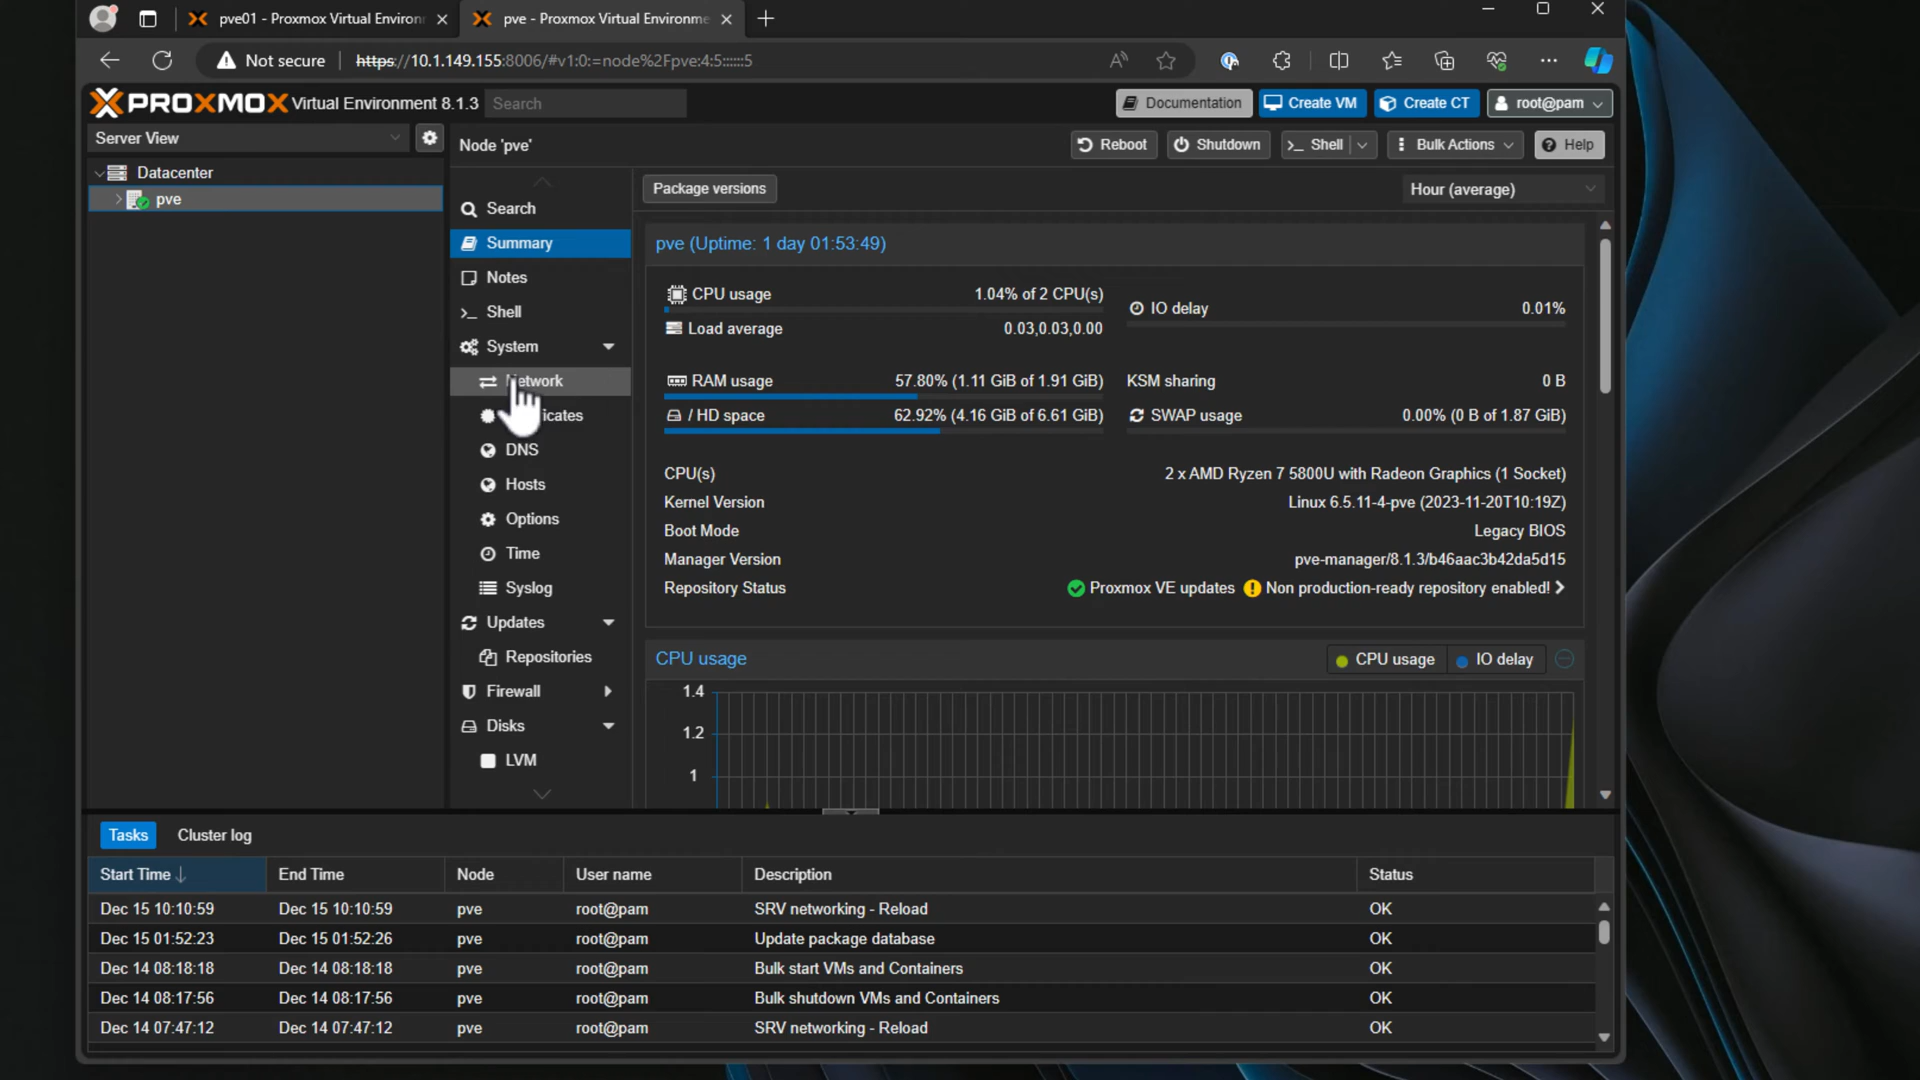 pve01 - Proxmox Virtual Environ
pve - Proxmox Virtual Environme
Not secure https://10.1.149.155:8006/#v1:0:=node%2Fpve:4:5::::::5
PROXMOX Virtual Environment 8.1.3 Search Documentation Create VM Create CT root@pam
Server View
Node 'pve' Reboot Shutdown >_ Shell Bulk Actions Help
Datacenter
pve
Search
Summary
Notes
>_ Shell
System
Network
DNS
Hosts
Options
Time
Syslog
Updates
Repositories
Firewall
Disks
LVM
Package versions Hour (average)
pve (Uptime: 1 day 01:53:49)
CPU usage 1.04% of 2 CPU(s)
IO delay 0.01%
Load average 0.03,0.03,0.00
RAM usage 57.80% (1.11 GiB of 1.91 GiB) KSM sharing 0 B
/ HD space 62.92% (4.16 GiB of 6.61 GiB) SWAP usage 0.00% (0 B of 1.87 GiB)
CPU(s) 2 x AMD Ryzen 7 5800U with Radeon Graphics (1 Socket)
Kernel Version Linux 6.5.11-4-pve (2023-11-20T10:19Z)
Boot Mode Legacy BIOS
Manager Version pve-manager/8.1.3/b46aac3b42da5d15
Repository Status Proxmox VE updates Non production-ready repository enabled!
CPU usage CPU usage IO delay
1.4
1.2
1
Tasks Cluster log
Start Time End Time Node User name Description Status
Dec 15 10:10:59 Dec 15 10:10:59 pve root@pam SRV networking - Reload OK
Dec 15 01:52:23 Dec 15 01:52:26 pve root@pam Update package database OK
Dec 14 08:18:18 Dec 14 08:18:18 pve root@pam Bulk start VMs and Containers OK
Dec 14 08:17:56 Dec 14 08:17:56 pve root@pam Bulk shutdown VMs and Containers OK
Dec 14 07:47:12 Dec 14 07:47:12 pve root@pam SRV networking - Reload OK